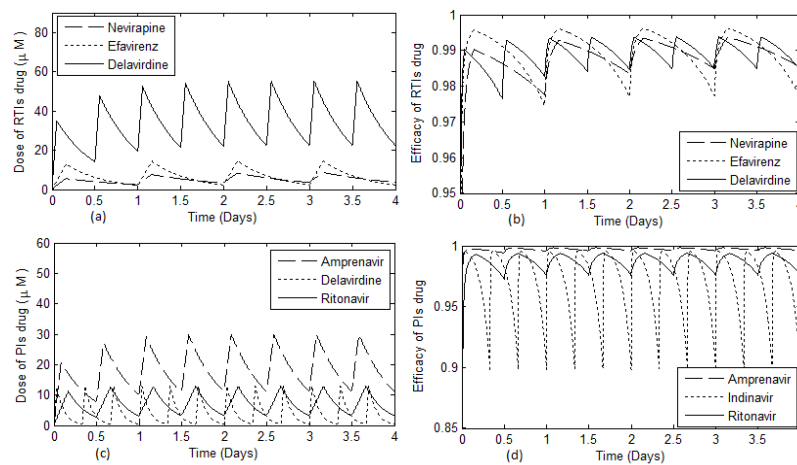 Dose of RTIs drug (μ M)
80
60
40
20
0
Nevirapine
Efavirenz
Delavirdine
0 0.5 1 1.5 2 2.5 3 3.5 4
(a)
Time (Days)
Efficacy of RTIs drug
0.99
0.98
0.97
0.96
0.95
Nevirapine
Efavirenz
Delavirdine
0 0.5 1 1.5 2 2.5 3 3.5 4
(b)
Time (Days)
Dose of PIs drug (μ M)
60
50
40
30
20
10
0
Amprenavir
Delavirdine
Ritonavir
0 0.5 1 1.5 2 2.5 3 3.5 4
(c)
Time (Days)
Efficacy of PIs drug
1
0.95
0.9
0.85
Amprenavir
Indinavir
Ritonavir
0 0.5 1 1.5 2 2.5 3 3.5
(d)
Time (Days)